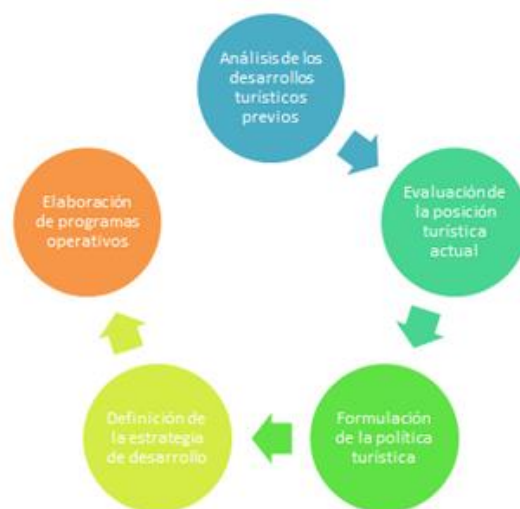 Análisis de los
desarrollos
turísticos
previos
Evaluación de
la posición
turística
actual
Formulación
de la política
turística
Definición de
la estrategia
de desarrollo
Elaboración
de programas
operativos